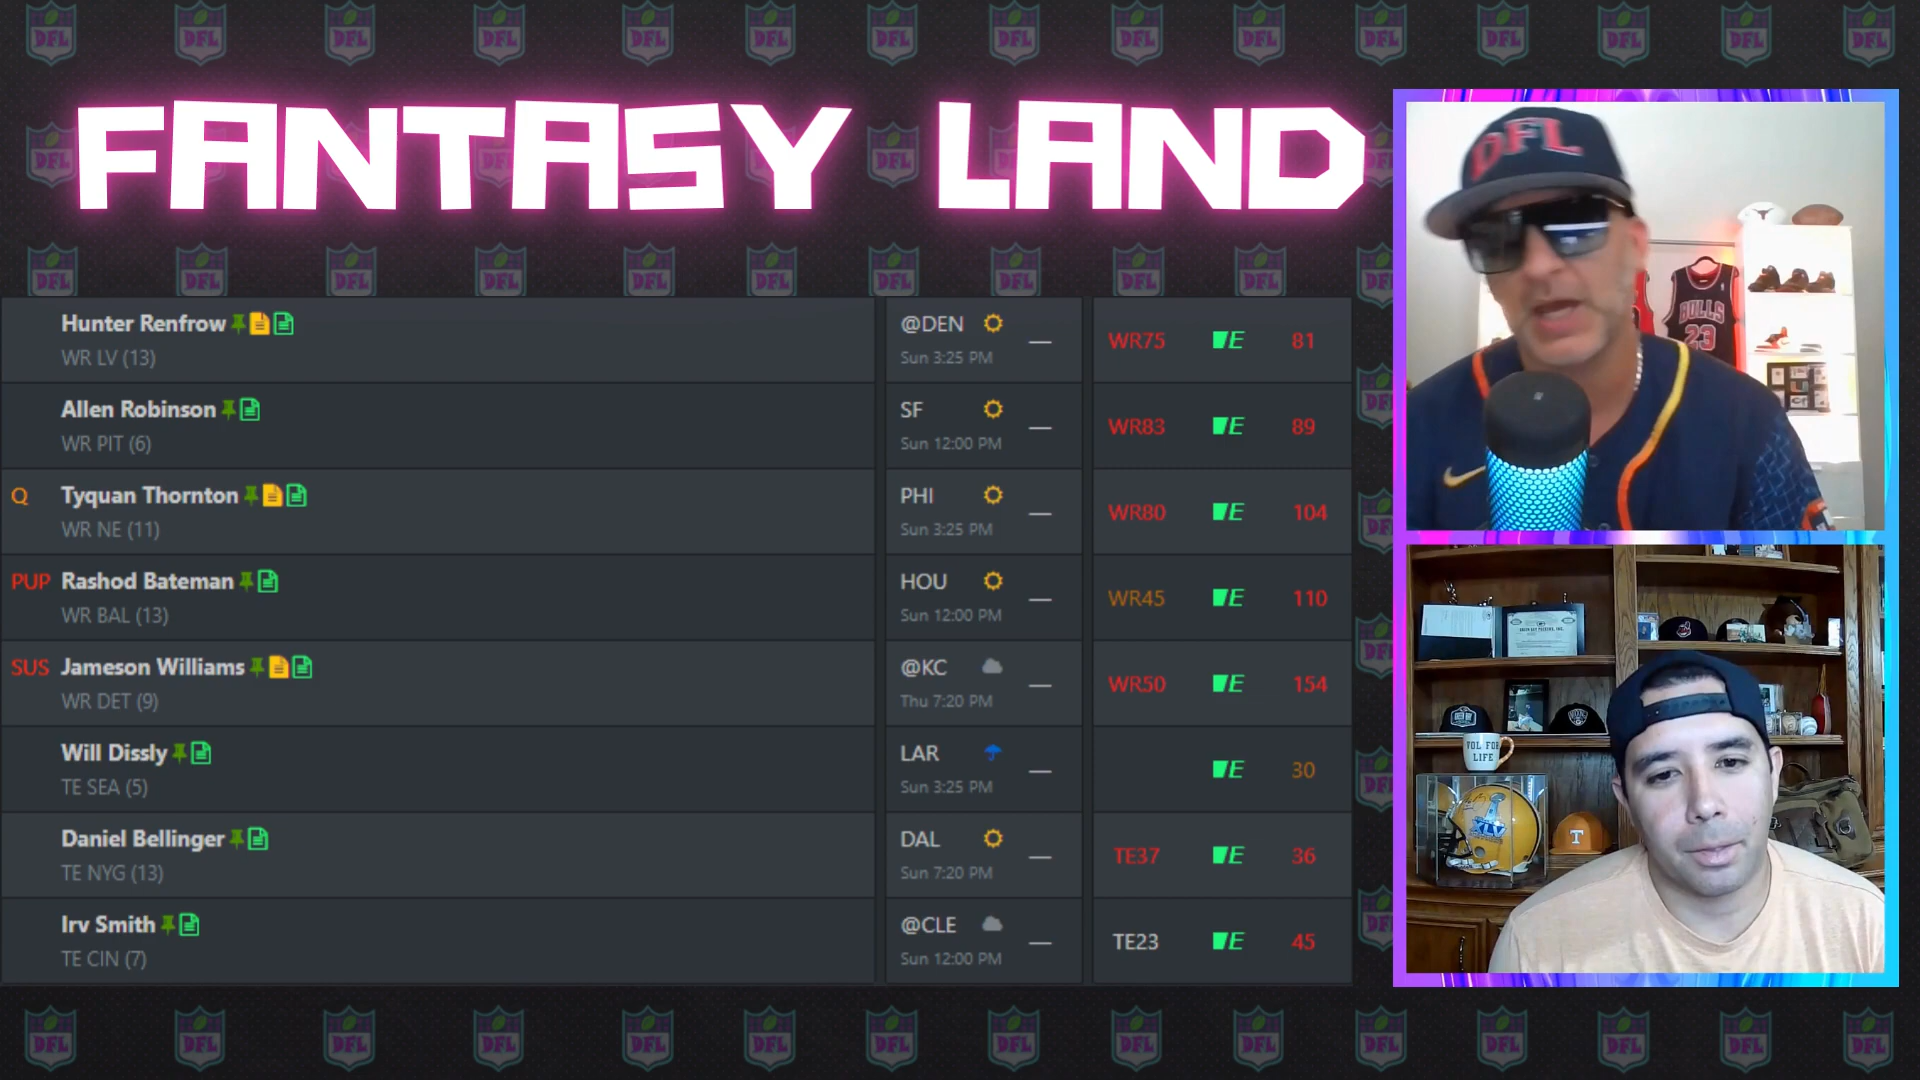 FANTASY LAND
Hunter Renfrow
WR LV (13)
@DEN
Sun 3:25 PM
—
WR75
E
81
Allen Robinson
WR PIT (6)
SF
Sun 12:00 PM
—
WR83
E
89
Q
Tyquan Thornton
WR NE (11)
PHI
Sun 3:25 PM
—
WR80
E
104
PUP
Rashod Bateman
WR BAL (13)
HOU
Sun 12:00 PM
—
WR45
E
110
SUS
Jameson Williams
WR DET (9)
@KC
Thu 7:20 PM
—
WR50
E
154
Will Dissly
TE SEA (5)
LAR
Sun 3:25 PM
—
E
30
Daniel Bellinger
TE NYG (13)
DAL
Sun 7:20 PM
—
TE37
E
36
Irv Smith
TE CIN (7)
@CLE
Sun 12:00 PM
—
TE23
E
45
DFL
BULLS
23
VOL FOR
LIFE
XLV
T